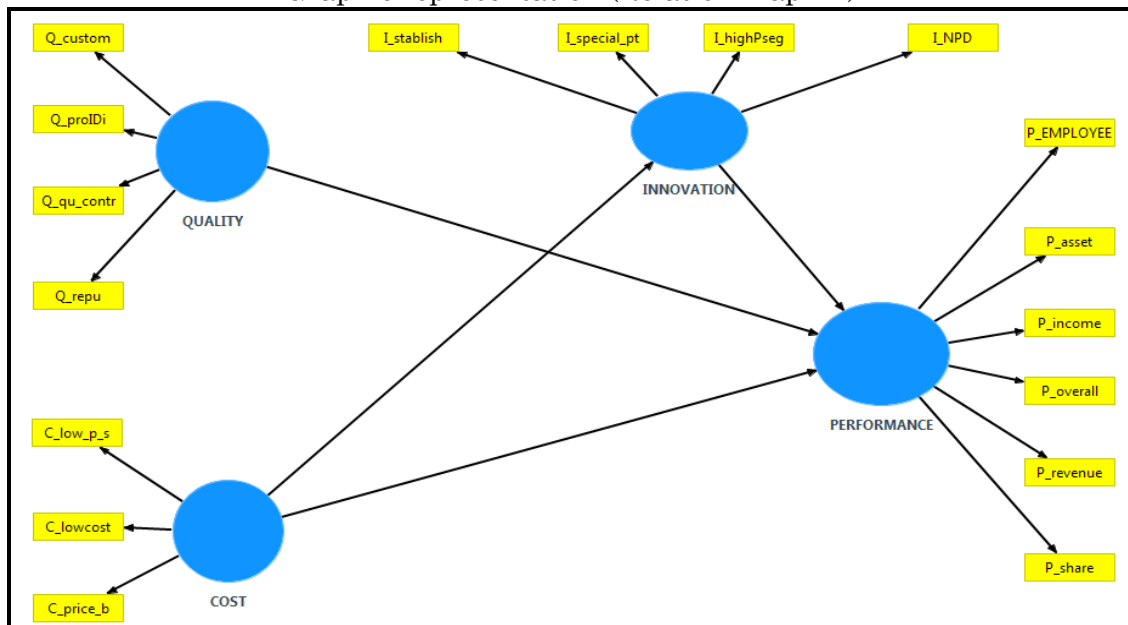 Q_custom
I_stablish
I_special_pt
I_highPseg
I_NPD
Q_proIDi
P_EMPLOYEE
INNOVATION
Q_qu_contr
QUALITY
P_asset
Q_repu
P_income
P_overall
PERFORMANCE
C_low_p_s
P_revenue
C_lowcost
P_share
COST
C_price_b